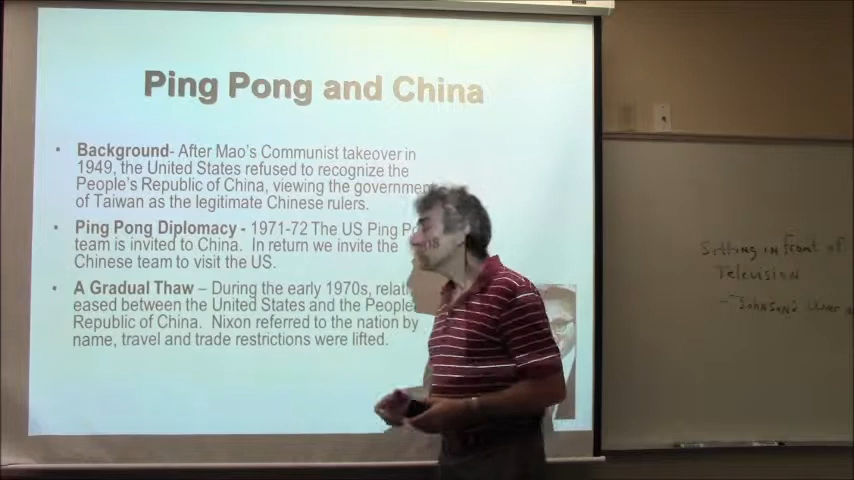 Ping Pong and China
• Background- After Mao's Communist takeover in
1949, the United States refused to recognize the
People's Republic of China, viewing the government
of Taiwan as the legitimate Chinese rulers.
• Ping Pong Diplomacy - 1971-72 The US Ping Po
team is invited to China. In return we invite the
Chinese team to visit the US.
• A Gradual Thaw – During the early 1970s, relat
eased between the United States and the People
Republic of China. Nixon referred to the nation by
name, travel and trade restrictions were lifted.
Sitting in front of
Television